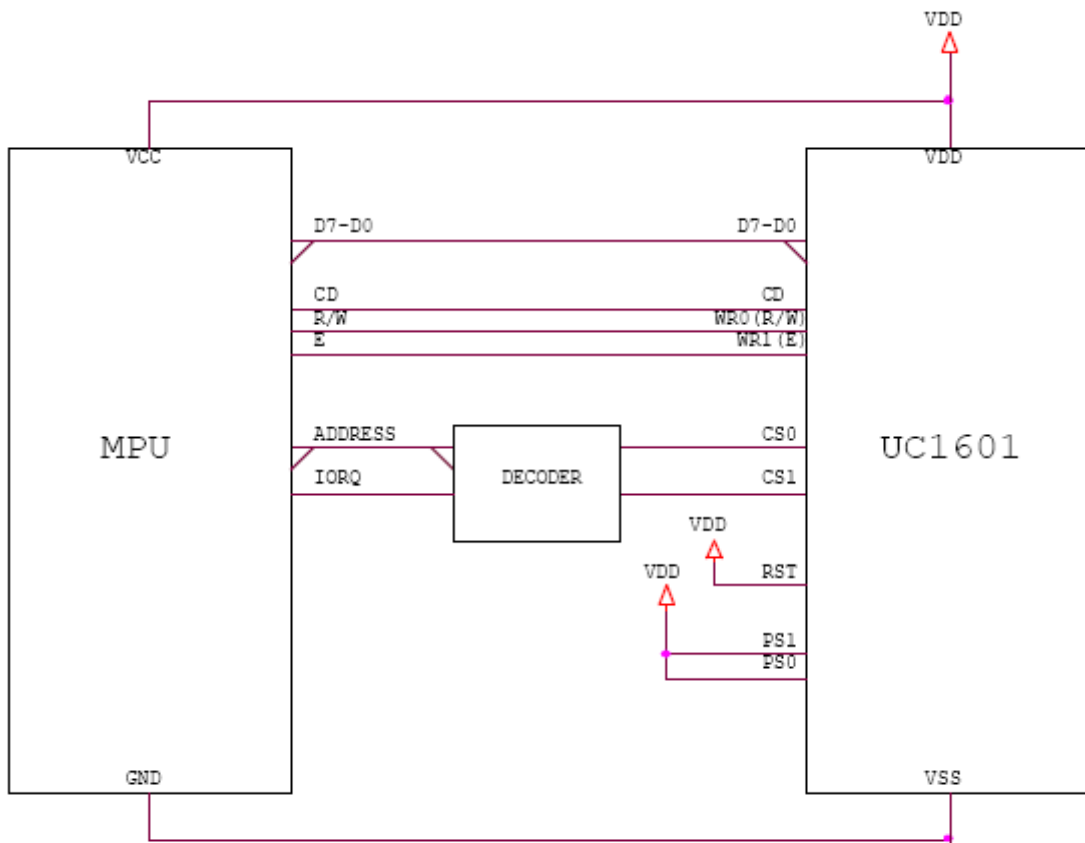 VDD
VCC VDD
D7-D0 D7-D0
CD CD
R/W WR0(R/W)
E WR1(E)
ADDRESS CS0
MPU DECODER UC1601
IORQ CS1
VDD
VDD RST
PS1
PS0
GND VSS